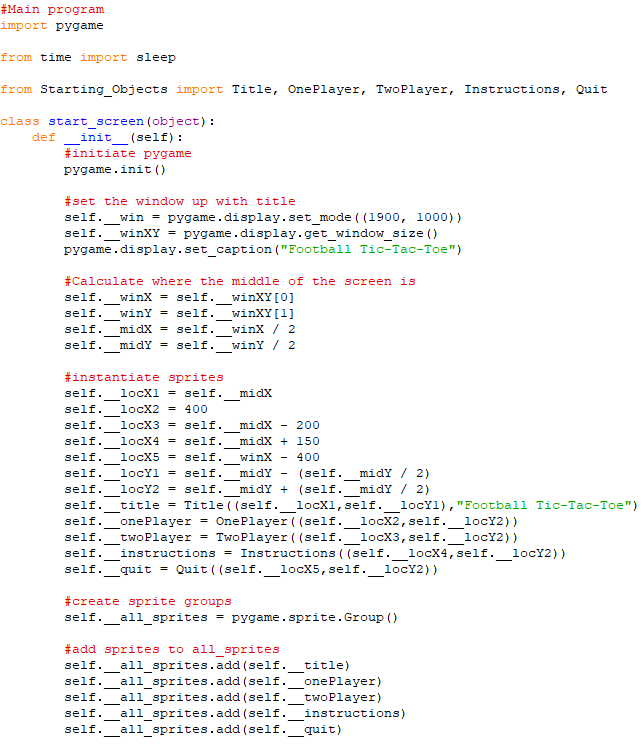 #Main program
import pygame
from time import sleep
from Starting_Objects import Title, OnePlayer, TwoPlayer, Instructions, Quit
class start_screen(object):
    def __init__(self):
        #initiate pygame
        pygame.init()
        #set the window up with title
        self.__win = pygame.display.set_mode((1900, 1000))
        self.__winXY = pygame.display.get_window_size()
        pygame.display.set_caption("Football Tic-Tac-Toe")
        #Calculate where the middle of the screen is
        self.__winX = self.__winXY[0]
        self.__winY = self.__winXY[1]
        self.__midX = self.__winX / 2
        self.__midY = self.__winY / 2
        #instantiate sprites
        self.__locX1 = self.__midX
        self.__locX2 = 400
        self.__locX3 = self.__midX - 200
        self.__locX4 = self.__midX + 150
        self.__locX5 = self.__winX - 400
        self.__locY1 = self.__midY - (self.__midY / 2)
        self.__locY2 = self.__midY + (self.__midY / 2)
        self.__title = Title((self.__locX1,self.__locY1),"Football Tic-Tac-Toe")
        self.__onePlayer = OnePlayer((self.__locX2,self.__locY2))
        self.__twoPlayer = TwoPlayer((self.__locX3,self.__locY2))
        self.__instructions = Instructions((self.__locX4,self.__locY2))
        self.__quit = Quit((self.__locX5,self.__locY2))
        #create sprite groups
        self.__all_sprites = pygame.sprite.Group()
        #add sprites to all_sprites
        self.__all_sprites.add(self.__title)
        self.__all_sprites.add(self.__onePlayer)
        self.__all_sprites.add(self.__twoPlayer)
        self.__all_sprites.add(self.__instructions)
        self.__all_sprites.add(self.__quit)